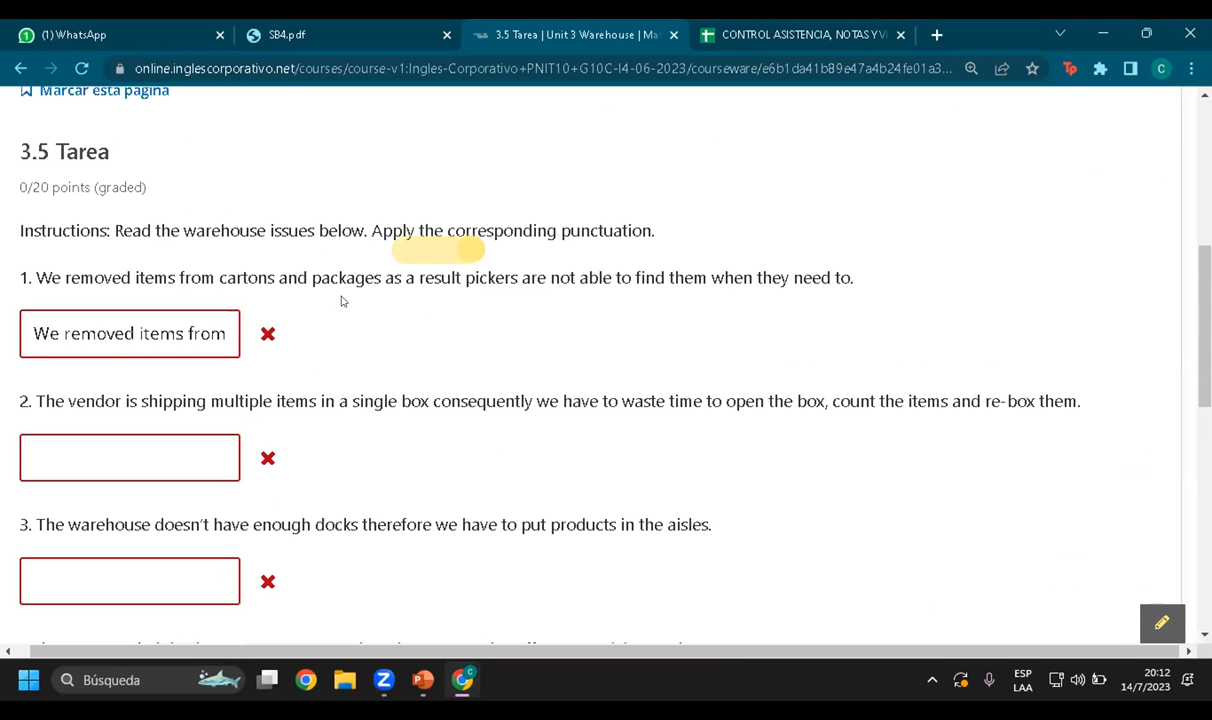 (1) WhatsApp
SB4.pdf
3.5 Tarea | Unit 3 Warehouse | Ma
CONTROL ASISTENCIA, NOTAS Y V
online.inglescorporativo.net/courses/course-v1:Ingles-Corporativo+PNIT10+G10C-I4-06-2023/courseware/e6b1da41b89e47a4b24fe01a3...
Marcar esta página
3.5 Tarea
0/20 points (graded)
Instructions: Read the warehouse issues below. Apply the corresponding punctuation.
1. We removed items from cartons and packages as a result pickers are not able to find them when they need to.
We removed items from
2. The vendor is shipping multiple items in a single box consequently we have to waste time to open the box, count the items and re-box them.
3. The warehouse doesn't have enough docks therefore we have to put products in the aisles.
Búsqueda
ESP
LAA
20:12
14/7/2023